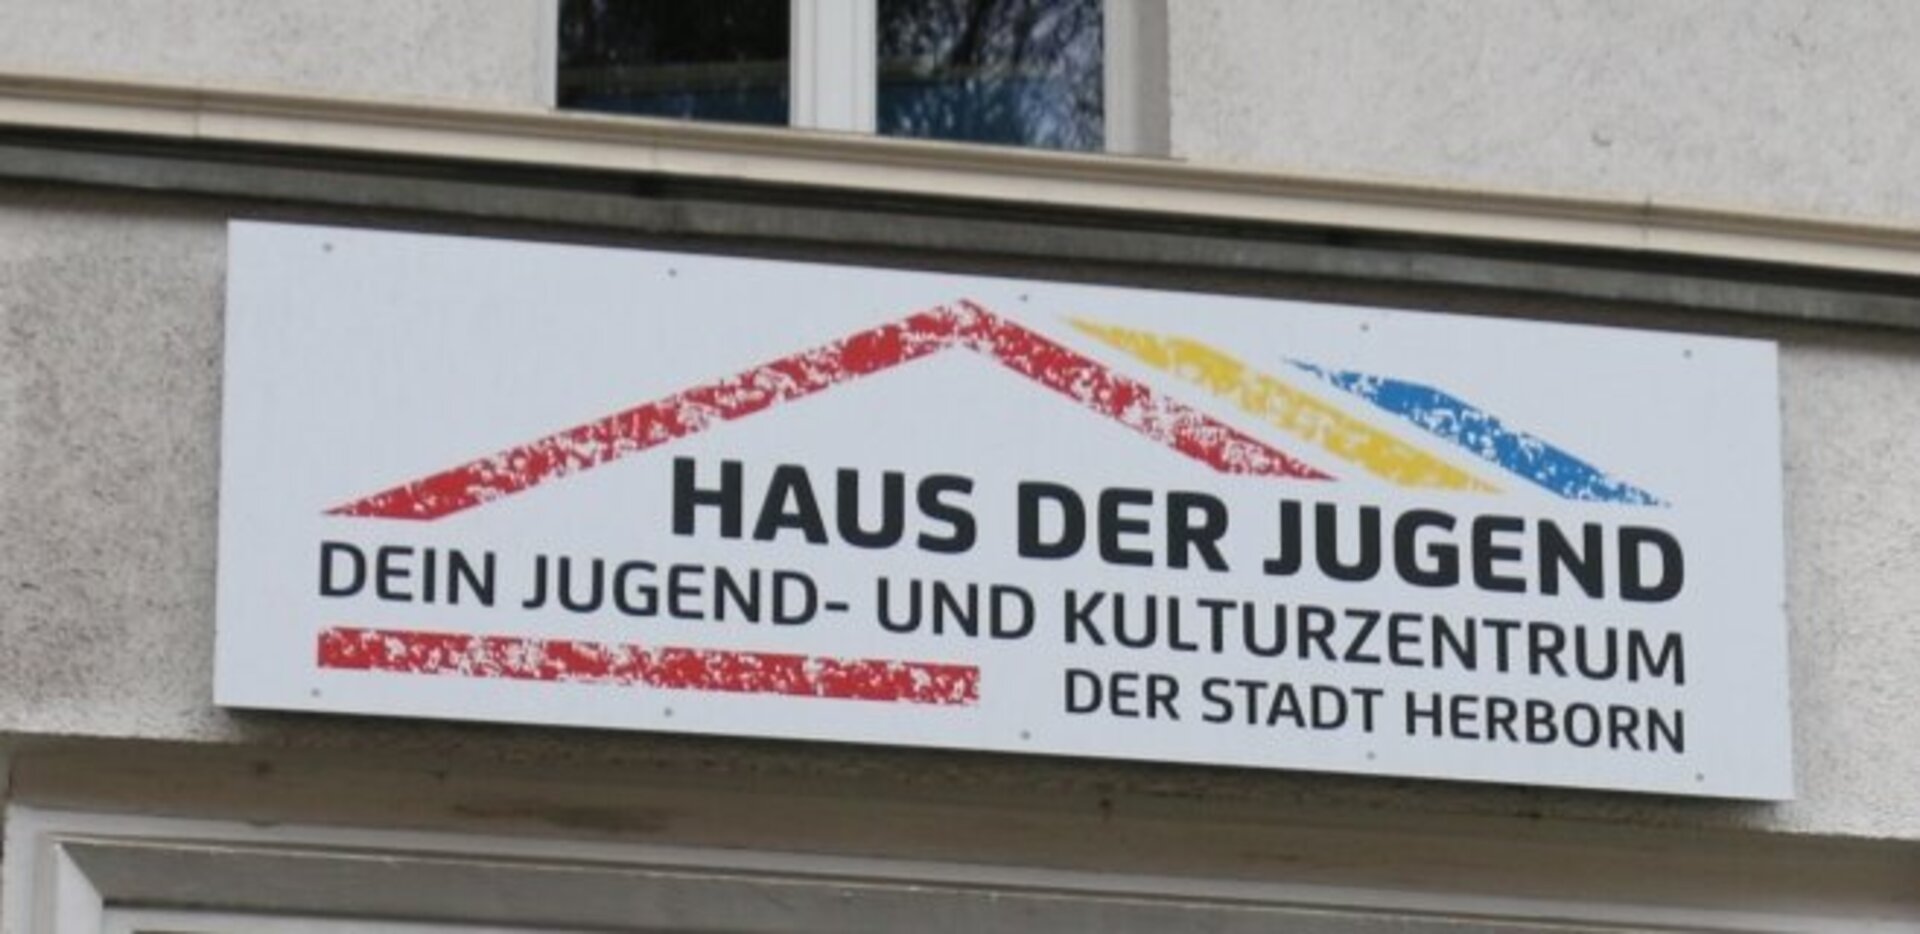 HAUS DER JUGEND
DEIN JUGEND- UND KULTURZENTRUM
DER STADT HERBORN